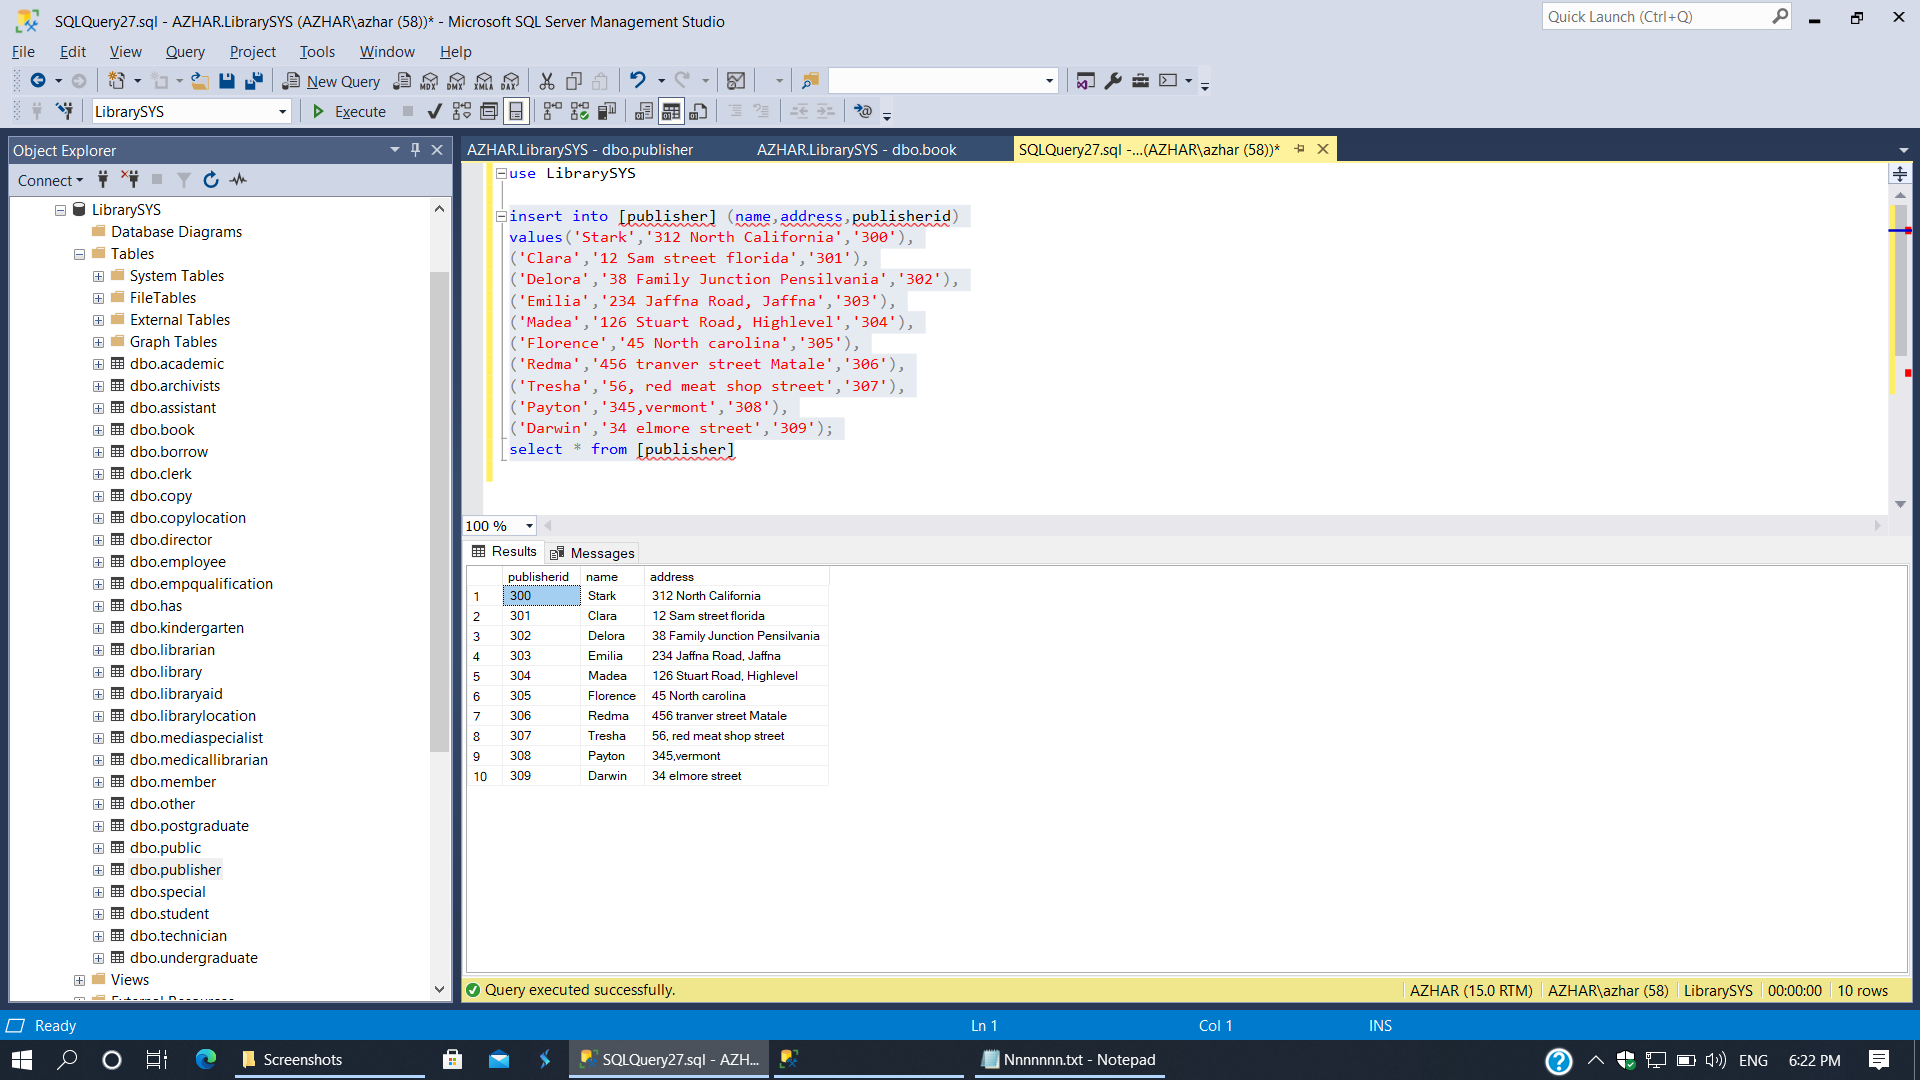 SQLQuery27.sql - AZHAR.LibrarySYS (AZHAR\azhar (58))* - Microsoft SQL Server Management Studio
Quick Launch (Ctrl+Q)
File Edit View Query Project Tools Window Help
New Query MDX DMX XMLA DAX
LibrarySYS Execute
Object Explorer
Connect
LibrarySYS
Database Diagrams
Tables
System Tables
FileTables
External Tables
Graph Tables
dbo.academic
dbo.archivists
dbo.assistant
dbo.book
dbo.borrow
dbo.clerk
dbo.copy
dbo.copylocation
dbo.director
dbo.employee
dbo.empqualification
dbo.has
dbo.kindergarten
dbo.librarian
dbo.library
dbo.libraryaid
dbo.librarylocation
dbo.mediaspecialist
dbo.medicallibrarian
dbo.member
dbo.other
dbo.postgraduate
dbo.public
dbo.publisher
dbo.special
dbo.student
dbo.technician
dbo.undergraduate
Views
AZHAR.LibrarySYS - dbo.publisher AZHAR.LibrarySYS - dbo.book SQLQuery27.sql -...(AZHAR\azhar (58))*
use LibrarySYS
insert into [publisher] (name,address,publisherid)
values('Stark','312 North California','300'),
('Clara','12 Sam street florida','301'),
('Delora','38 Family Junction Pensilvania','302'),
('Emilia','234 Jaffna Road, Jaffna','303'),
('Madea','126 Stuart Road, Highlevel','304'),
('Florence','45 North carolina','305'),
('Redma','456 tranver street Matale','306'),
('Tresha','56, red meat shop street','307'),
('Payton','345,vermont','308'),
('Darwin','34 elmore street','309');
select * from [publisher]
100 %
Results Messages
publisherid name address
1 300 Stark 312 North California
2 301 Clara 12 Sam street florida
3 302 Delora 38 Family Junction Pensilvania
4 303 Emilia 234 Jaffna Road, Jaffna
5 304 Madea 126 Stuart Road, Highlevel
6 305 Florence 45 North carolina
7 306 Redma 456 tranver street Matale
8 307 Tresha 56, red meat shop street
9 308 Payton 345,vermont
10 309 Darwin 34 elmore street
Query executed successfully. AZHAR (15.0 RTM) AZHAR\azhar (58) LibrarySYS 00:00:00 10 rows
Ready Ln 1 Col 1 INS
Screenshots SQLQuery27.sql - AZH... Nnnnnnn.txt - Notepad ENG 6:22 PM